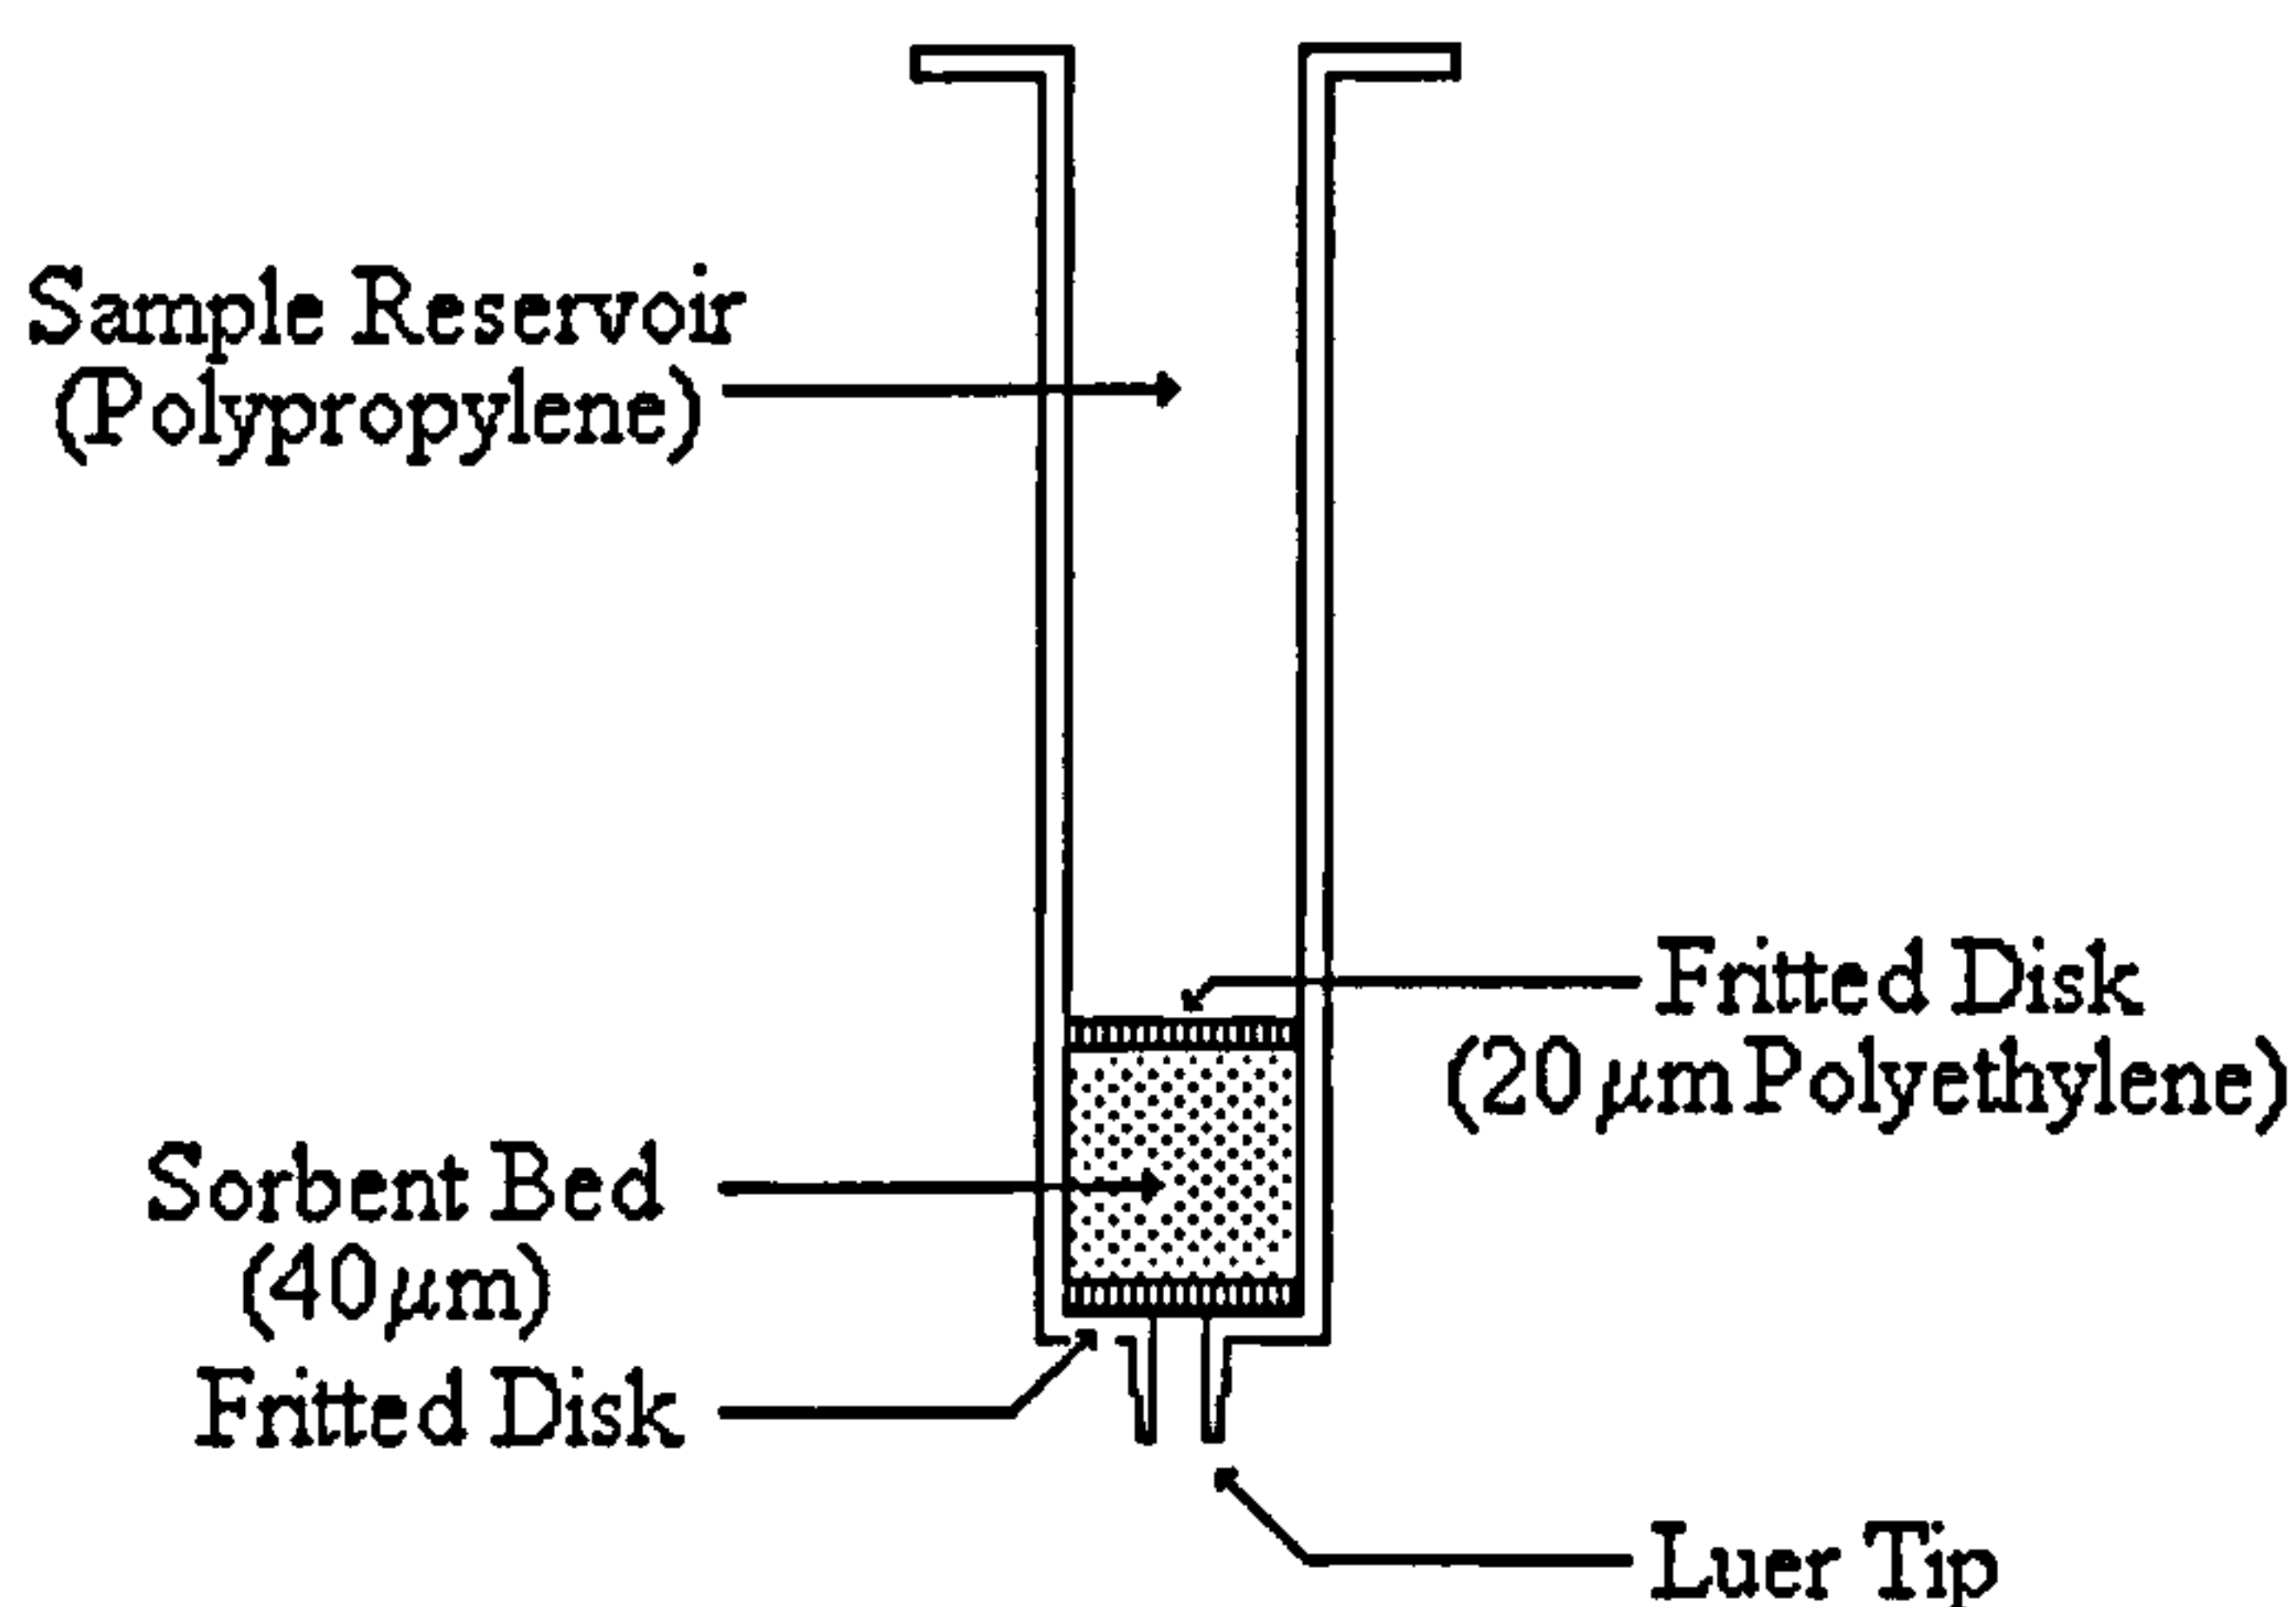 Sample Reservoir
(Polypropylene)
Fritted Disk
(20 μm Polyethylene)
Sorbent Bed
(40 μm)
Fritted Disk
Luer Tip